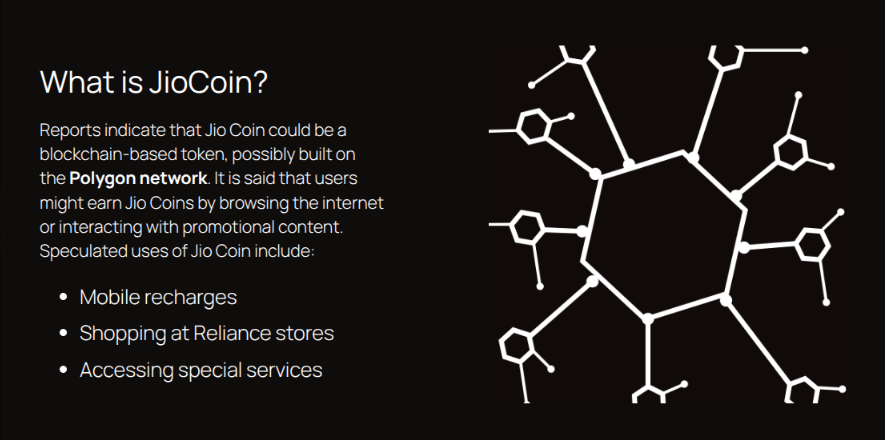 What is JioCoin?
Reports indicate that Jio Coin could be a
blockchain-based token, possibly built on
the Polygon network. It is said that users
might earn Jio Coins by browsing the internet
or interacting with promotional content.
Speculated uses of Jio Coin include:
• Mobile recharges
• Shopping at Reliance stores
• Accessing special services